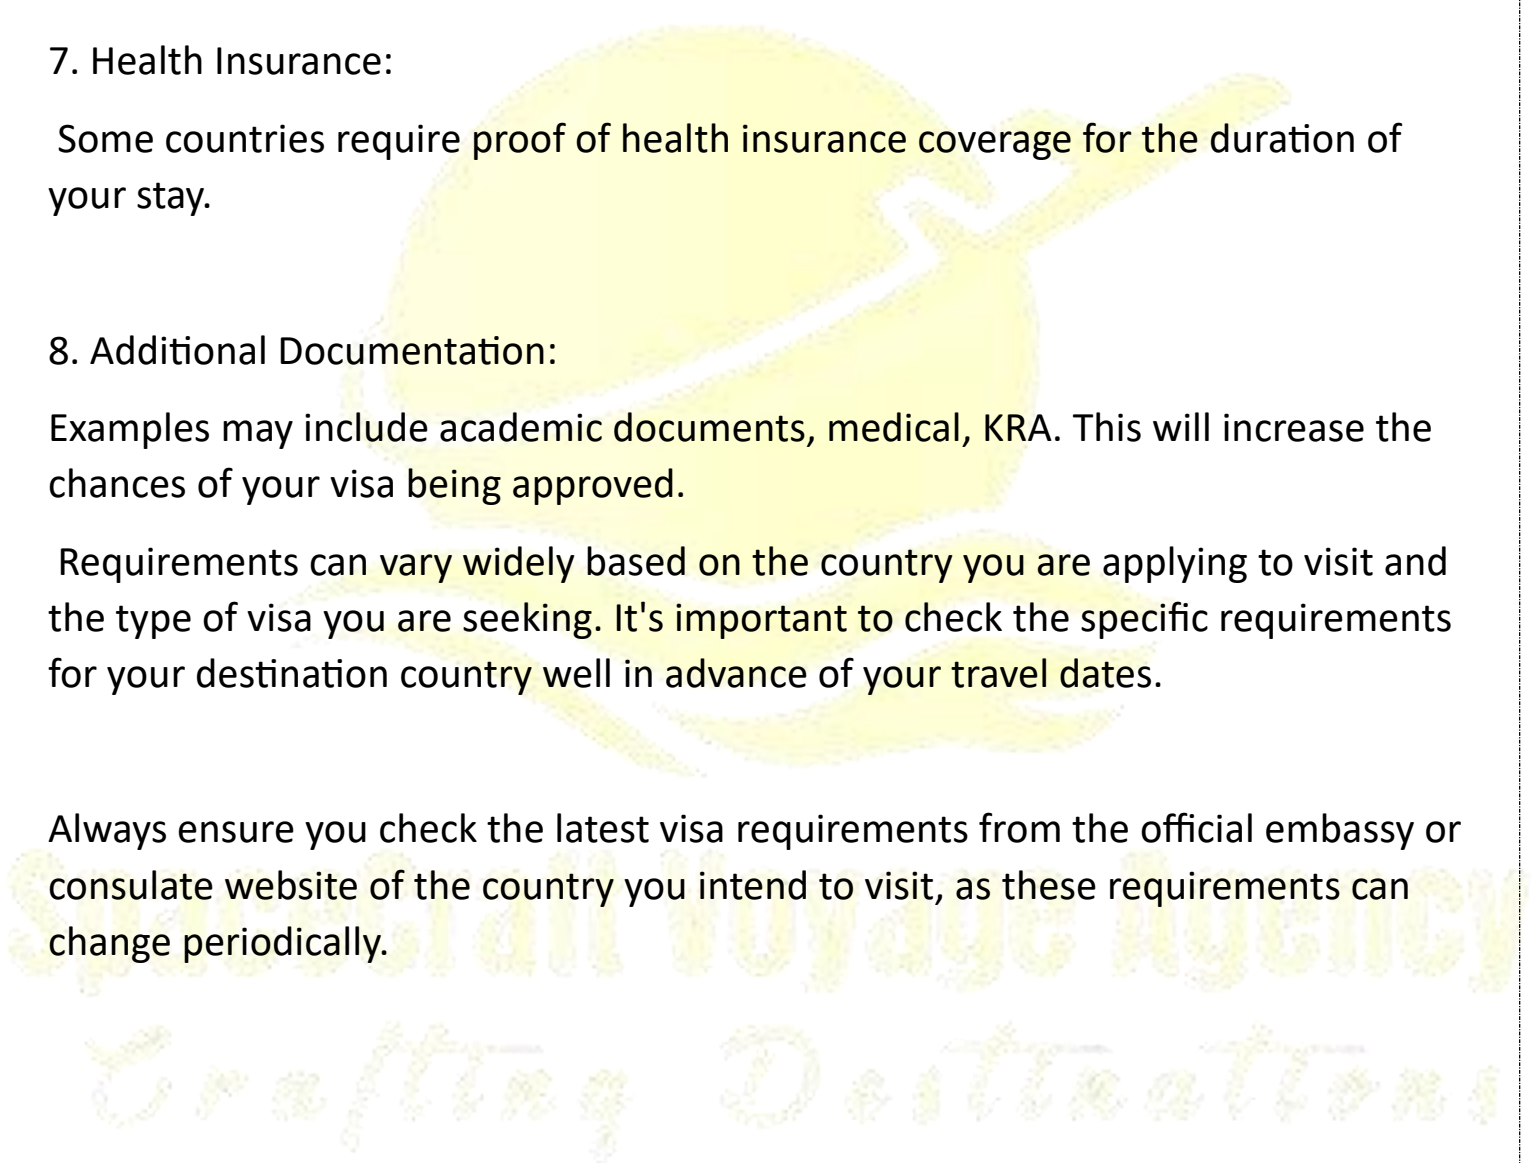 7. Health Insurance:
Some countries require proof of health insurance coverage for the duration of
your stay.
8. Additional Documentation:
Examples may include academic documents, medical, KRA. This will increase the
chances of your visa being approved.
Requirements can vary widely based on the country you are applying to visit and
the type of visa you are seeking. It's important to check the specific requirements
for your destination country well in advance of your travel dates.
Always ensure you check the latest visa requirements from the official embassy or
consulate website of the country you intend to visit, as these requirements can
change periodically.
SpaceCraft Voyage Agency
Crafting Destinations